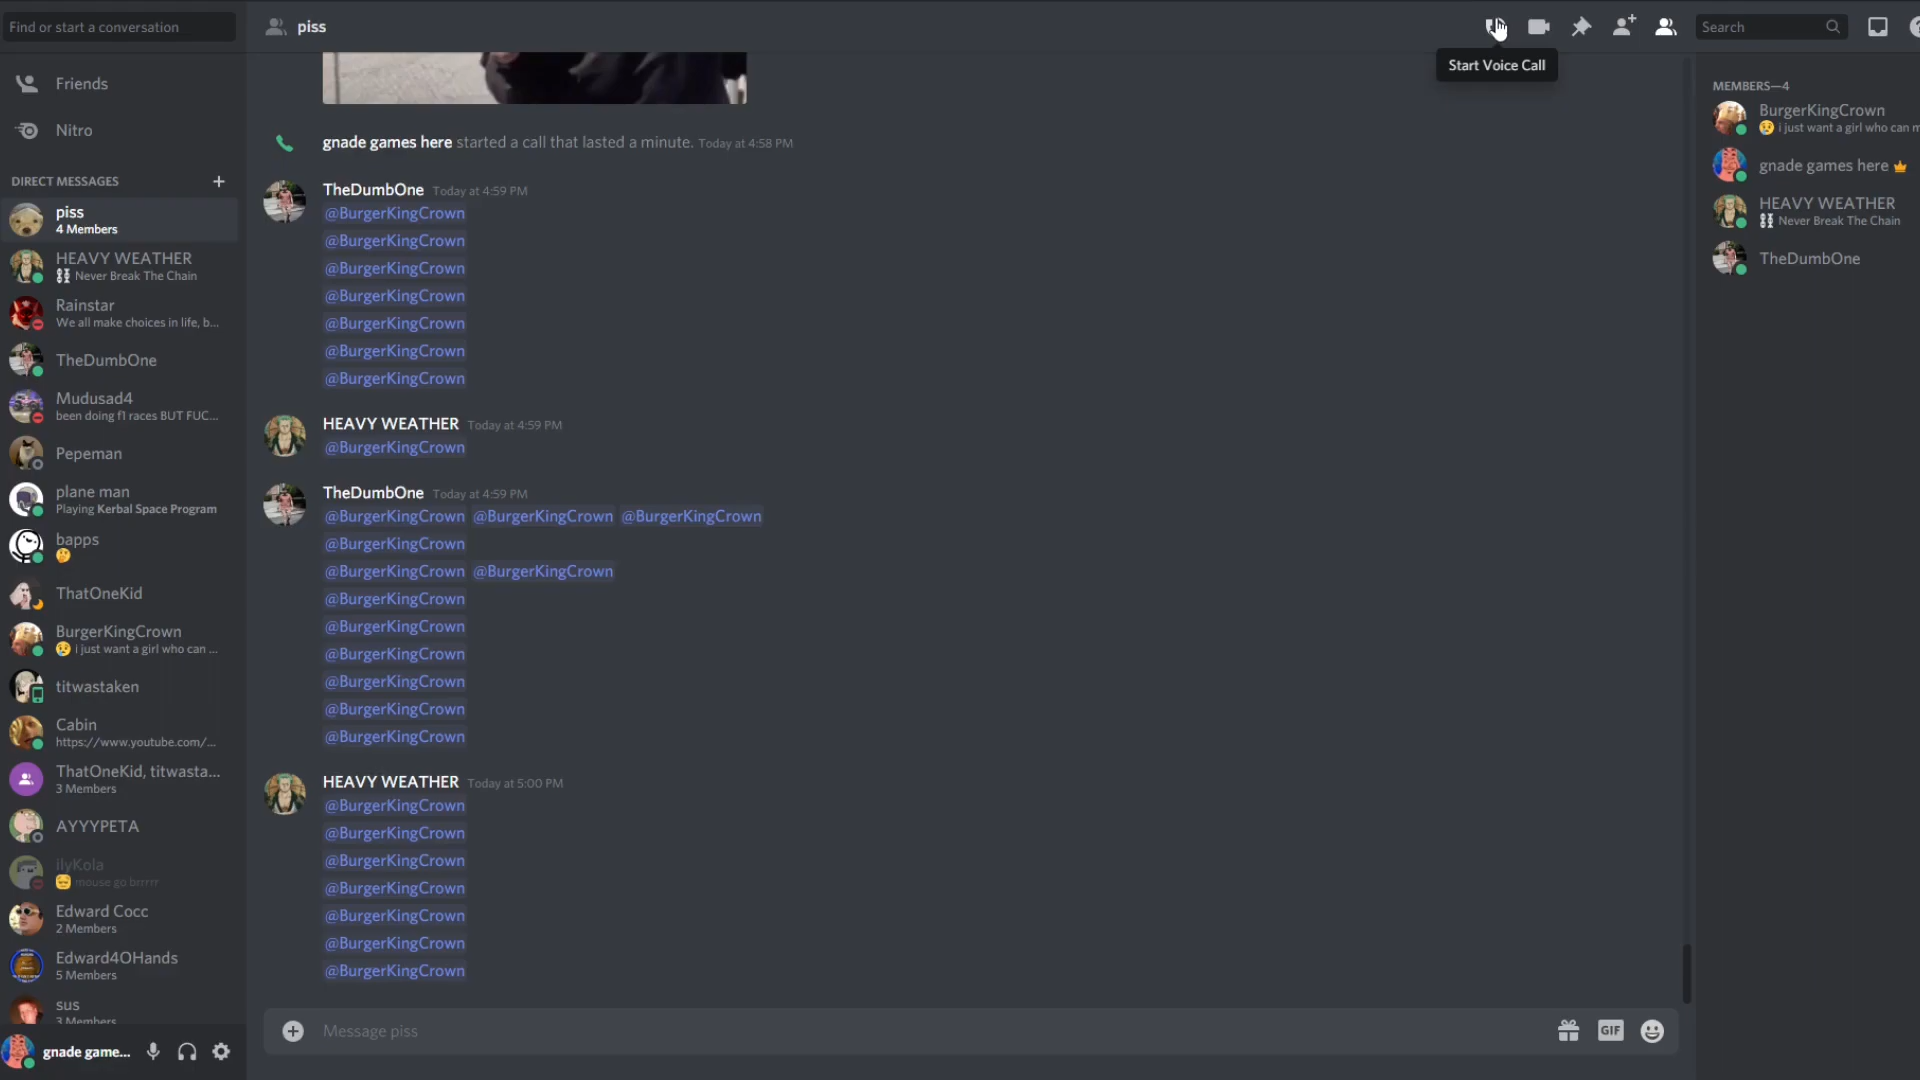 Find or start a conversation
Friends
Nitro
DIRECT MESSAGES
piss
4 Members
HEAVY WEATHER
Never Break The Chain
Rainstar
We all make choices in life, b...
TheDumbOne
Mudusad4
been doing f1 races BUT FUC...
Pepeman
plane man
Playing Kerbal Space Program
bapps
ThatOneKid
BurgerKingCrown
i just want a girl who can ...
titwastaken
Cabin
https://www.youtube.com/...
ThatOneKid, titwasta...
3 Members
AYYYPETA
ilyKola
mouse go brrrrr
Edward Cocc
2 Members
Edward4OHands
5 Members
sus
3 Members
gnade game...
piss
Search
Start Voice Call
gnade games here started a call that lasted a minute. Today at 4:58 PM
TheDumbOne Today at 4:59 PM
@BurgerKingCrown
@BurgerKingCrown
@BurgerKingCrown
@BurgerKingCrown
@BurgerKingCrown
@BurgerKingCrown
@BurgerKingCrown
HEAVY WEATHER Today at 4:59 PM
@BurgerKingCrown
TheDumbOne Today at 4:59 PM
@BurgerKingCrown @BurgerKingCrown @BurgerKingCrown
@BurgerKingCrown
@BurgerKingCrown @BurgerKingCrown
@BurgerKingCrown
@BurgerKingCrown
@BurgerKingCrown
@BurgerKingCrown
@BurgerKingCrown
@BurgerKingCrown
HEAVY WEATHER Today at 5:00 PM
@BurgerKingCrown
@BurgerKingCrown
@BurgerKingCrown
@BurgerKingCrown
@BurgerKingCrown
@BurgerKingCrown
@BurgerKingCrown
Message piss
GIF
MEMBERS—4
BurgerKingCrown
i just want a girl who can m
gnade games here
HEAVY WEATHER
Never Break The Chain
TheDumbOne